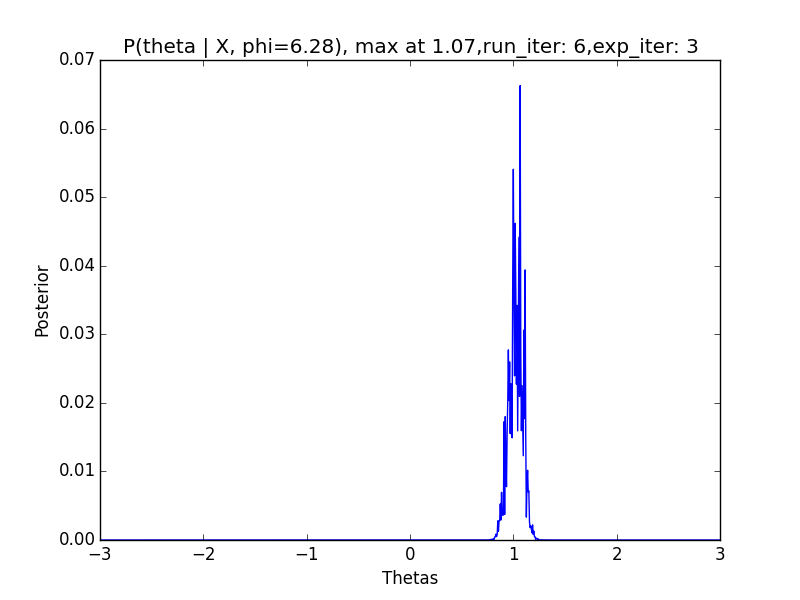 P(theta | X, phi=6.28), max at 1.07,run_iter: 6,exp_iter: 3
0.07
0.06
0.05
0.04
0.03
0.02
0.01
0.00
Posterior
−3 −2 −1 0 1 2 3
Thetas